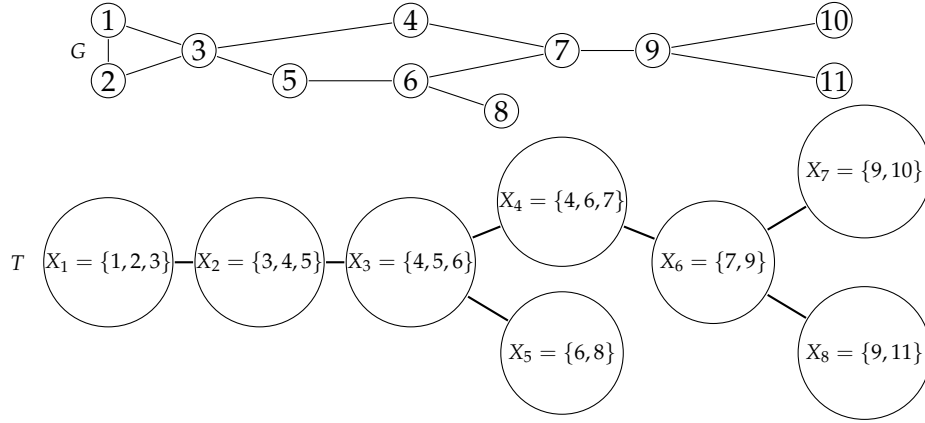 1
4
10
G
3
7
9
2
5
6
11
8
X₇ = {9, 10}
X₄ = {4, 6, 7}
T
X₁ = {1, 2, 3}
X₂ = {3, 4, 5}
X₃ = {4, 5, 6}
X₆ = {7, 9}
X₅ = {6, 8}
X₈ = {9, 11}